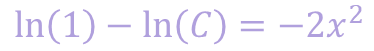 ln(1) − ln(C) = −2x²